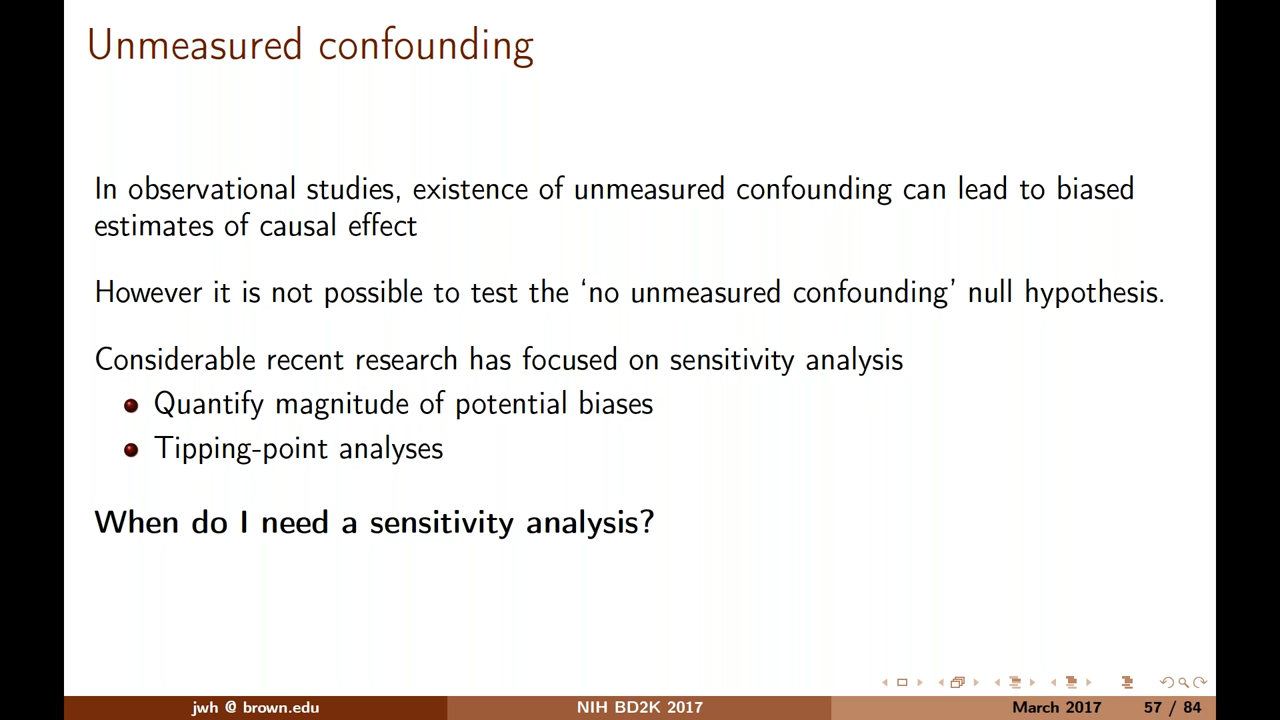 Unmeasured confounding
In observational studies, existence of unmeasured confounding can lead to biased
estimates of causal effect
However it is not possible to test the ‘no unmeasured confounding’ null hypothesis.
Considerable recent research has focused on sensitivity analysis
Quantify magnitude of potential biases
Tipping-point analyses
When do I need a sensitivity analysis?
jwh @ brown.edu NIH BD2K 2017 March 2017 57 / 84